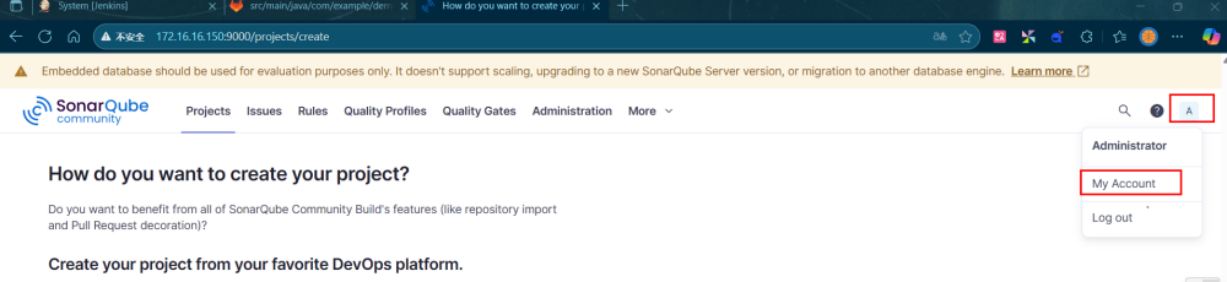 System [Jenkins]
src/main/java/com/example/dem
How do you want to create your
不安全 172.16.16.150:9000/projects/create
Embedded database should be used for evaluation purposes only. It doesn't support scaling, upgrading to a new SonarQube Server version, or migration to another database engine. Learn more
SonarQube community
Projects Issues Rules Quality Profiles Quality Gates Administration More
A
Administrator
My Account
Log out
How do you want to create your project?
Do you want to benefit from all of SonarQube Community Build's features (like repository import
and Pull Request decoration)?
Create your project from your favorite DevOps platform.